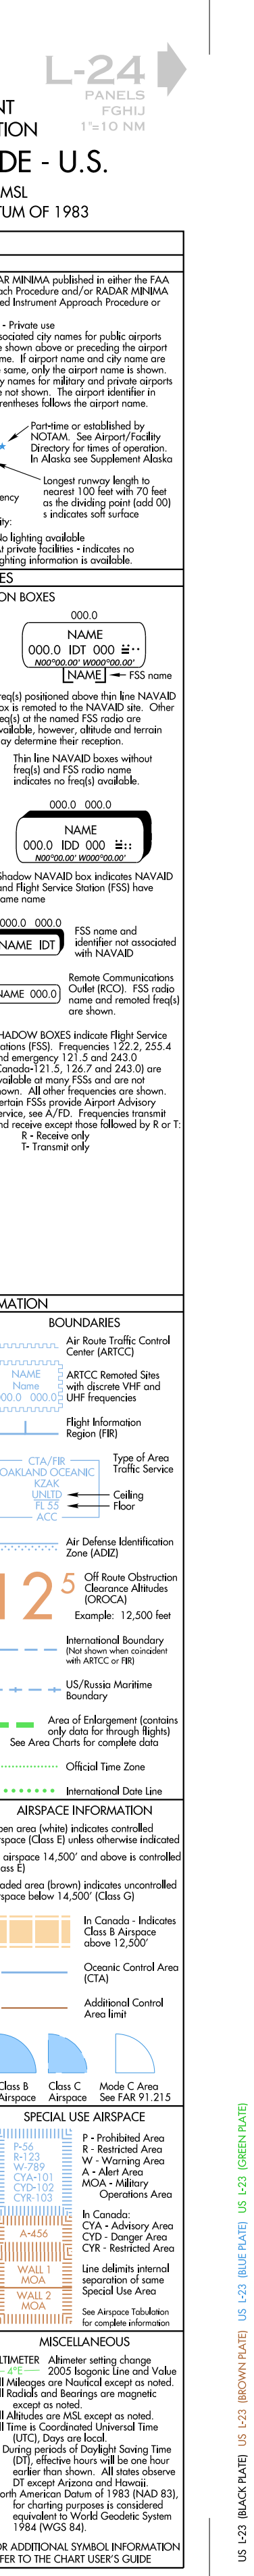 L-24
PANELS
FGHIJ
1"=10 NM
NT
TION
DE - U.S.
MSL
TUM OF 1983
AR MINIMA published in either the FAA
ach Procedure and/or RADAR MINIMA
ed Instrument Approach Procedure or
- Private use
sociated city names for public airports
e shown above or preceding the airport
me. If airport name and city name are
e same, only the airport name is shown.
y names for military and private airports
e not shown. The airport identifier in
rentheses follows the airport name.
Part-time or established by
NOTAM. See Airport/Facility
Directory for times of operation.
In Alaska see Supplement Alaska
Longest runway length to
nearest 100 feet with 70 feet
as the dividing point (add 00)
s indicates soft surface
ency
ity:
No lighting available
At private facilities - indicates no
ghting information is available.
ES
ON BOXES
000.0
NAME
000.0 IDT 000
N00°00.00' W000°00.00'
NAME
FSS name
req(s) positioned above thin line NAVAID
ox is remoted to the NAVAID site. Other
eq(s) at the named FSS radio are
vailable, however, altitude and terrain
ay determine their reception.
Thin line NAVAID boxes without
freq(s) and FSS radio name
indicates no freq(s) available.
000.0 000.0
NAME
000.0 IDD 000
N00°00.00' W000°00.00'
Shadow NAVAID box indicates NAVAID
and Flight Service Station (FSS) have
ame name
000.0 000.0
NAME IDT
FSS name and
identifier not associated
with NAVAID
NAME 000.0
Remote Communications
Outlet (RCO). FSS radio
name and remoted freq(s)
are shown.
HADOW BOXES indicate Flight Service
tations (FSS). Frequencies 122.2, 255.4
nd emergency 121.5 and 243.0
Canada-121.5, 126.7 and 243.0) are
vailable at many FSSs and are not
hown. All other frequencies are shown.
ertain FSSs provide Airport Advisory
ervice, see A/FD. Frequencies transmit
nd receive except those followed by R or T:
R - Receive only
T- Transmit only
MATION
BOUNDARIES
Air Route Traffic Control
Center (ARTCC)
NAME
Name
000.0 000.0
ARTCC Remoted Sites
with discrete VHF and
UHF frequencies
Flight Information
Region (FIR)
CTA/FIR
OAKLAND OCEANIC
KZAK
UNLTD
FL 55
ACC
Type of Area
Traffic Service
Ceiling
Floor
Air Defense Identification
Zone (ADIZ)
12 5
Off Route Obstruction
Clearance Altitudes
(OROCA)
Example: 12,500 feet
International Boundary
(Not shown when coincident
with ARTCC or FIR)
US/Russia Maritime
Boundary
Area of Enlargement (contains
only data for through flights)
See Area Charts for complete data
Official Time Zone
International Date Line
AIRSPACE INFORMATION
pen area (white) indicates controlled
rspace (Class E) unless otherwise indicated
airspace 14,500' and above is controlled
lass E)
aded area (brown) indicates uncontrolled
rspace below 14,500' (Class G)
In Canada - Indicates
Class B Airspace
above 12,500'
Oceanic Control Area
(CTA)
Additional Control
Area limit
Class B
Airspace
Class C
Airspace
Mode C Area
See FAR 91.215
SPECIAL USE AIRSPACE
P-56
R-123
W-789
CYA-101
CYD-102
CYR-103
A-456
WALL 1
MOA
WALL 2
MOA
P - Prohibited Area
R - Restricted Area
W - Warning Area
A - Alert Area
MOA - Military
Operations Area
In Canada:
CYA - Advisory Area
CYD - Danger Area
CYR - Restricted Area
Line delimits internal
separation of same
Special Use Area
See Airspace Tabulation
for complete information
MISCELLANEOUS
LTIMETER Altimeter setting change
4°E 2005 Isogonic Line and Value
ll Mileages are Nautical except as noted.
ll Radials and Bearings are magnetic
except as noted.
ll Altitudes are MSL except as noted.
ll Time is Coordinated Universal Time
(UTC), Days are local.
During periods of Daylight Saving Time
(DT), effective hours will be one hour
earlier than shown. All states observe
DT except Arizona and Hawaii.
orth American Datum of 1983 (NAD 83),
for charting purposes is considered
equivalent to World Geodetic System
1984 (WGS 84).
OR ADDITIONAL SYMBOL INFORMATION
FER TO THE CHART USER'S GUIDE
US L-23 (BLACK PLATE) US L-23 (BROWN PLATE) US L-23 (BLUE PLATE) US L-23 (GREEN PLATE)